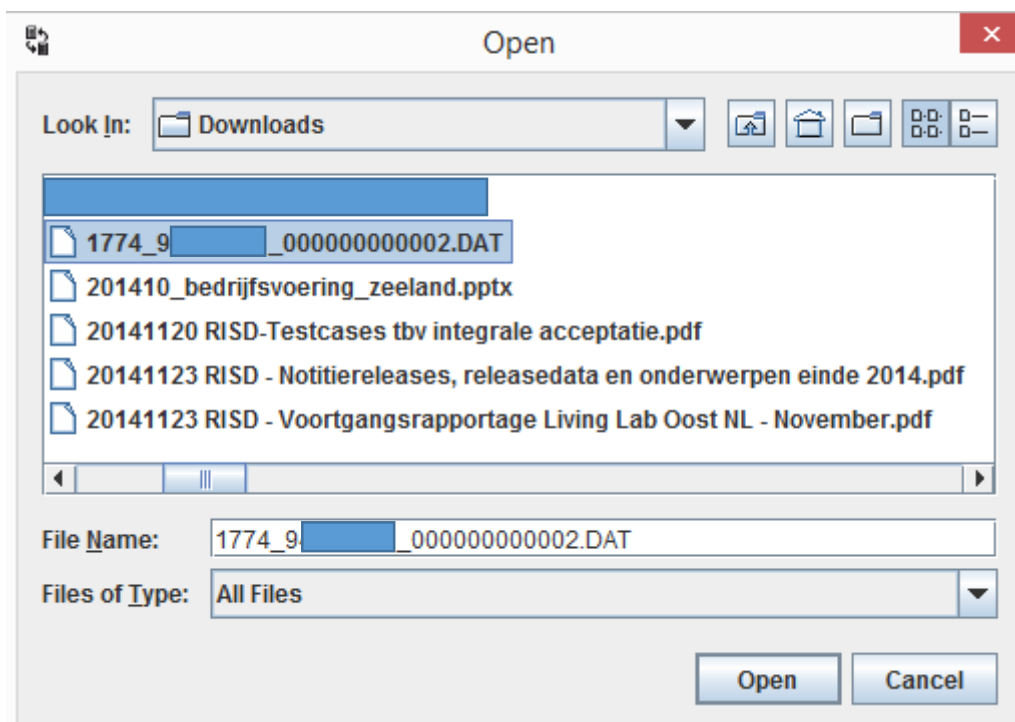 Open
Look In: Downloads
1774_9 _000000000002.DAT
201410_bedrijfsvoering_zeeland.pptx
20141120 RISD-Testcases tbv integrale acceptatie.pdf
20141123 RISD - Notitiereleases, releasedata en onderwerpen einde 2014.pdf
20141123 RISD - Voortgangsrapportage Living Lab Oost NL - November.pdf
File Name: 1774_9 _000000000002.DAT
Files of Type: All Files
Open Cancel